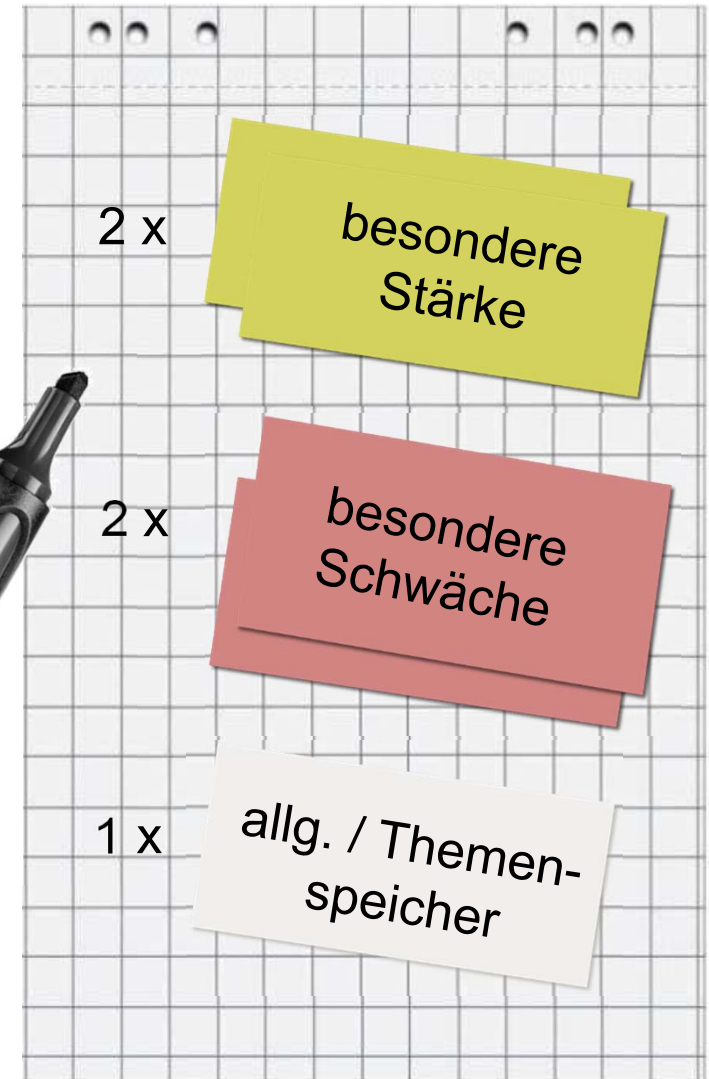 2 x
besondere
Stärke
2 x
besondere
Schwäche
1 x
allg. / Themen-
speicher